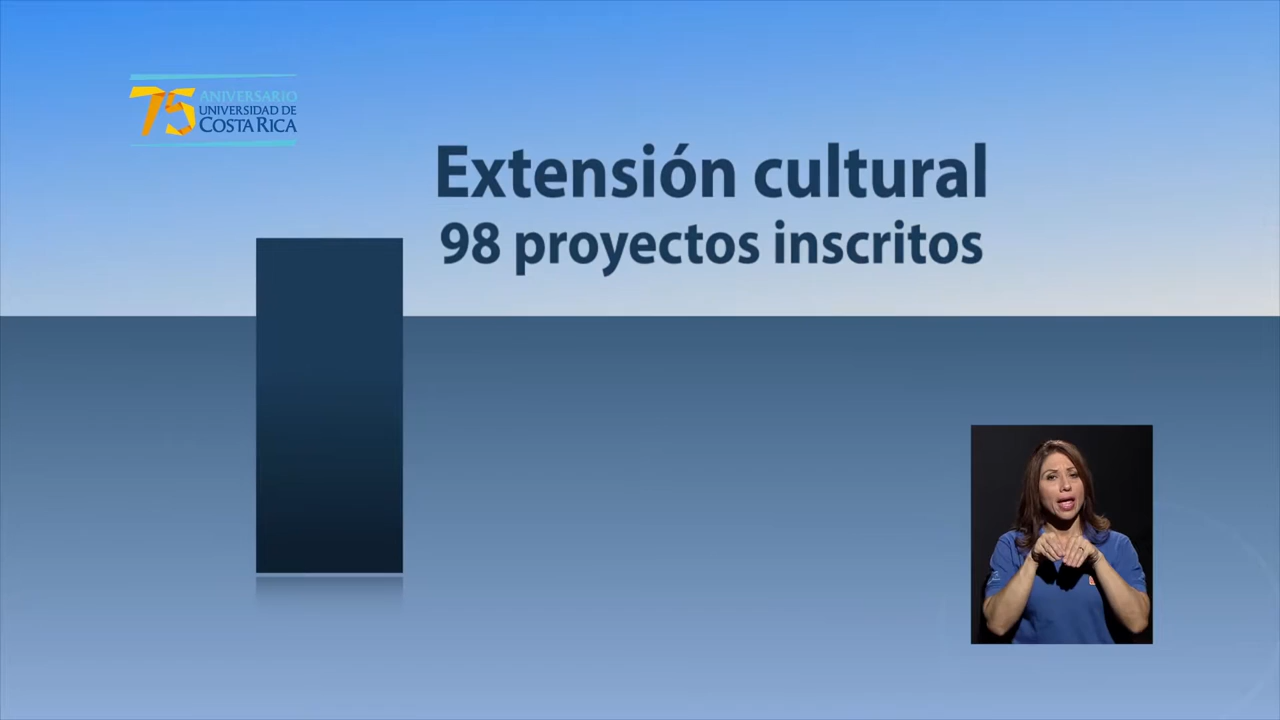 75 ANIVERSARIO
UNIVERSIDAD DE
COSTA RICA
Extensión cultural
98 proyectos inscritos